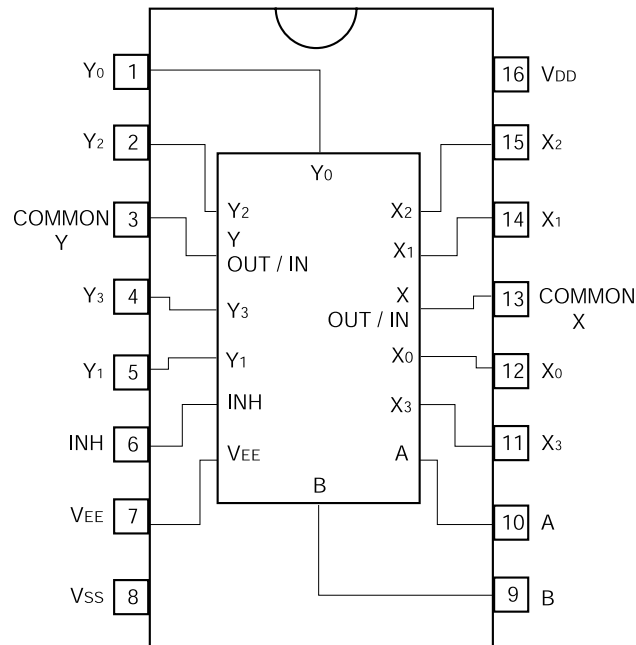 Y0 1
Y2 2
COMMON 3
Y
Y3 4
Y1 5
INH 6
VEE 7
VSS 8
Y0
Y2
Y
OUT / IN
Y3
Y1
INH
VEE
B
X2
X1
X
OUT / IN
X0
X3
A
16 VDD
15 X2
14 X1
13 COMMON
X
12 X0
11 X3
10 A
9 B